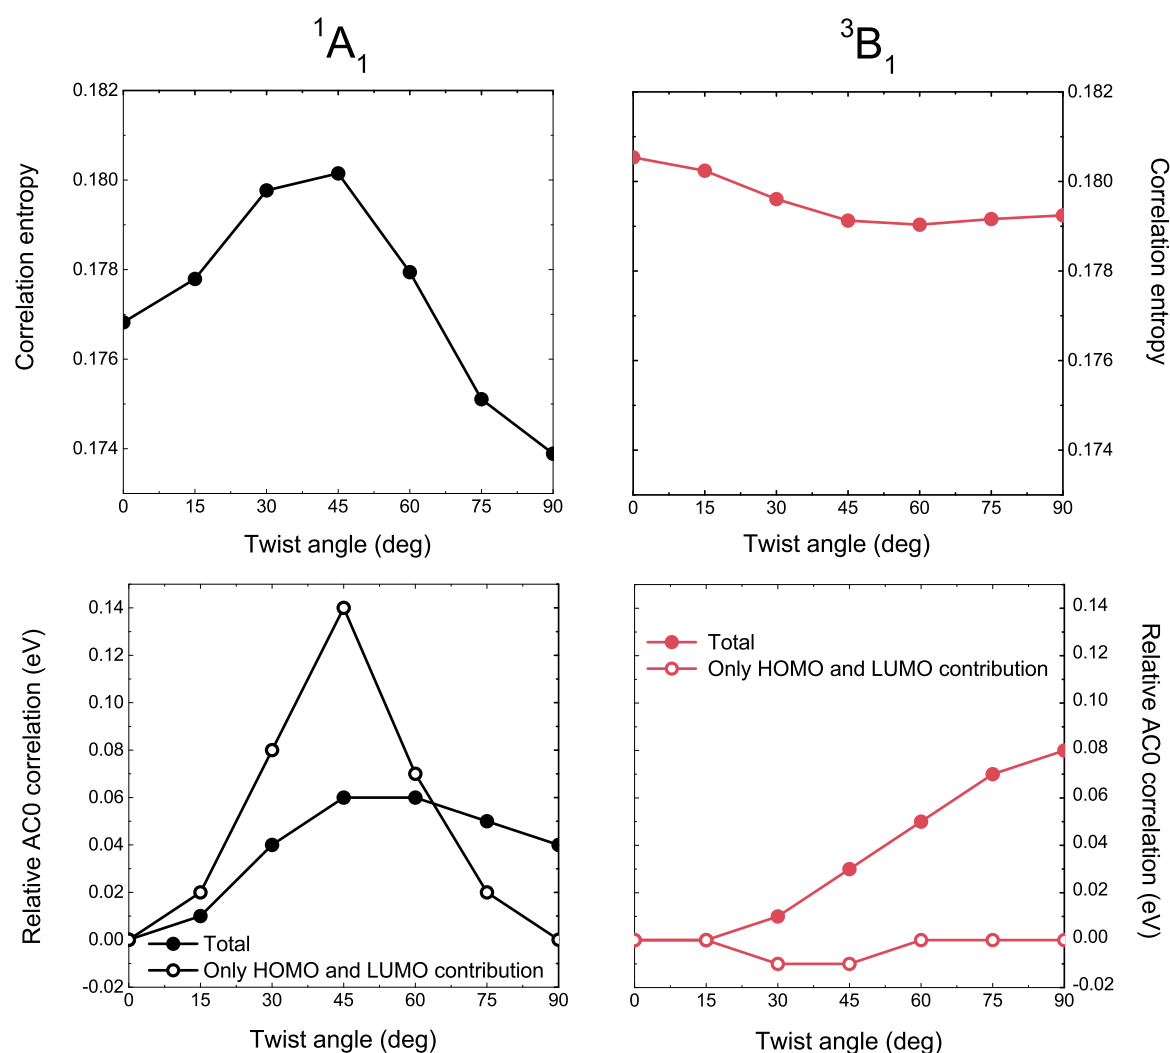 ¹A₁
³B₁
0.182
0.180
0.178
0.176
0.174
Correlation entropy
0 15 30 45 60 75 90
Twist angle (deg)
0.182
0.180
0.178
0.176
0.174
Correlation entropy
0 15 30 45 60 75 90
Twist angle (deg)
0.14
0.12
0.10
0.08
0.06
0.04
0.02
0.00
-0.02
Relative AC0 correlation (eV)
Total
Only HOMO and LUMO contribution
0 15 30 45 60 75 90
Twist angle (deg)
Total
Only HOMO and LUMO contribution
0.14
0.12
0.10
0.08
0.06
0.04
0.02
0.00
-0.02
Relative AC0 correlation (eV)
0 15 30 45 60 75 90
Twist angle (deg)